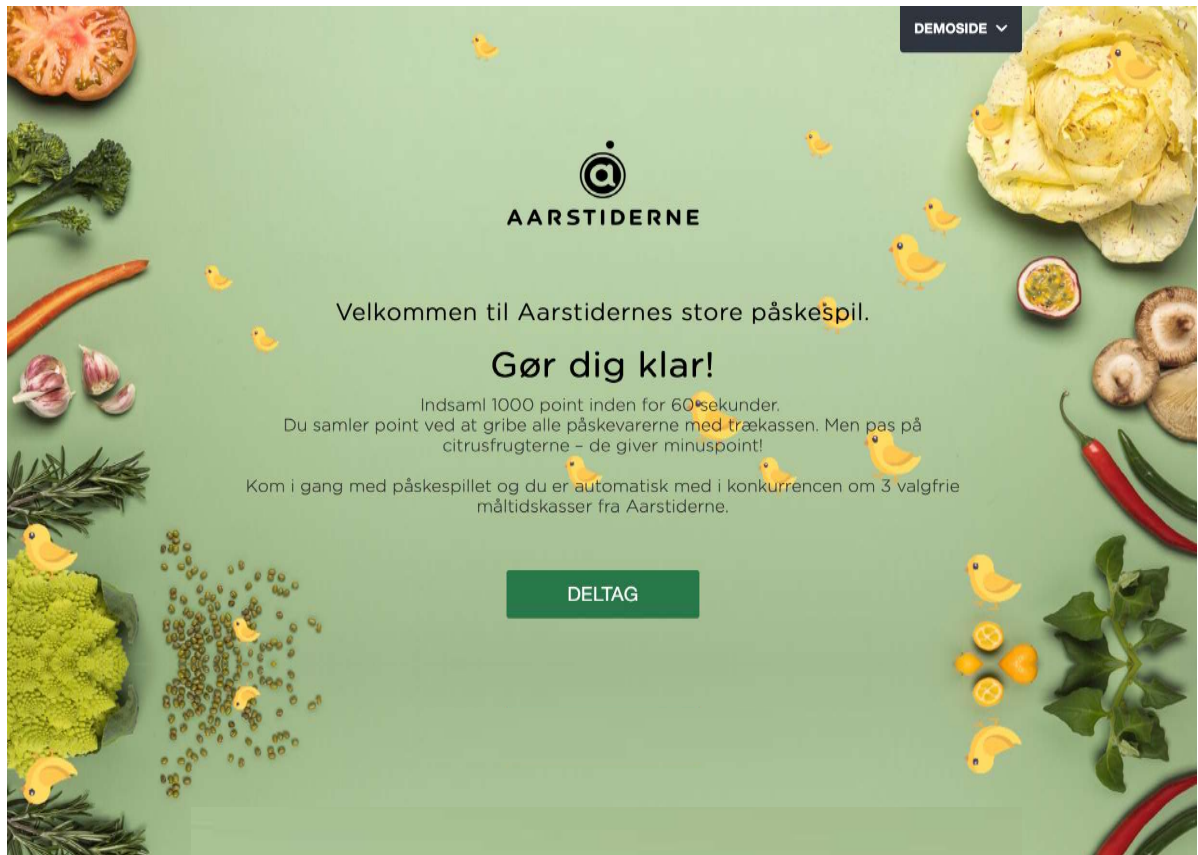 DEMOSIDE
AARSTIDERNE
Velkommen til Aarstidernes store påskespil.
Gør dig klar!
Indsaml 1000 point inden for 60 sekunder.
Du samler point ved at gribe alle påskevarerne med trækassen. Men pas på
citrusfrugterne – de giver minuspoint!
Kom i gang med påskespillet og du er automatisk med i konkurrencen om 3 valgfrie
måltidskasser fra Aarstiderne.
DELTAG